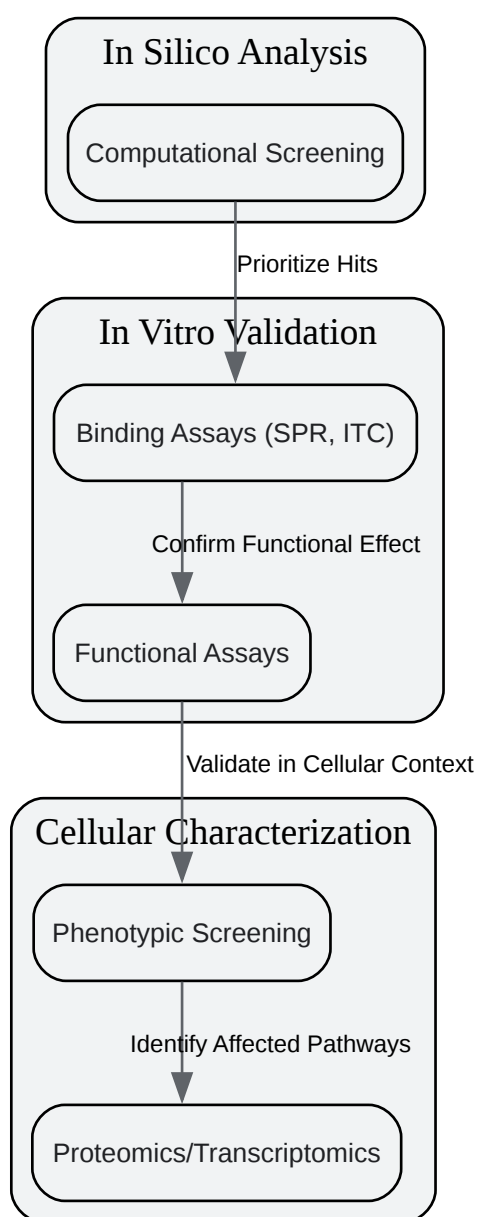 In Silico Analysis
Computational Screening
Prioritize Hits
In Vitro Validation
Binding Assays (SPR, ITC)
Confirm Functional Effect
Functional Assays
Validate in Cellular Context
Cellular Characterization
Phenotypic Screening
Identify Affected Pathways
Proteomics/Transcriptomics